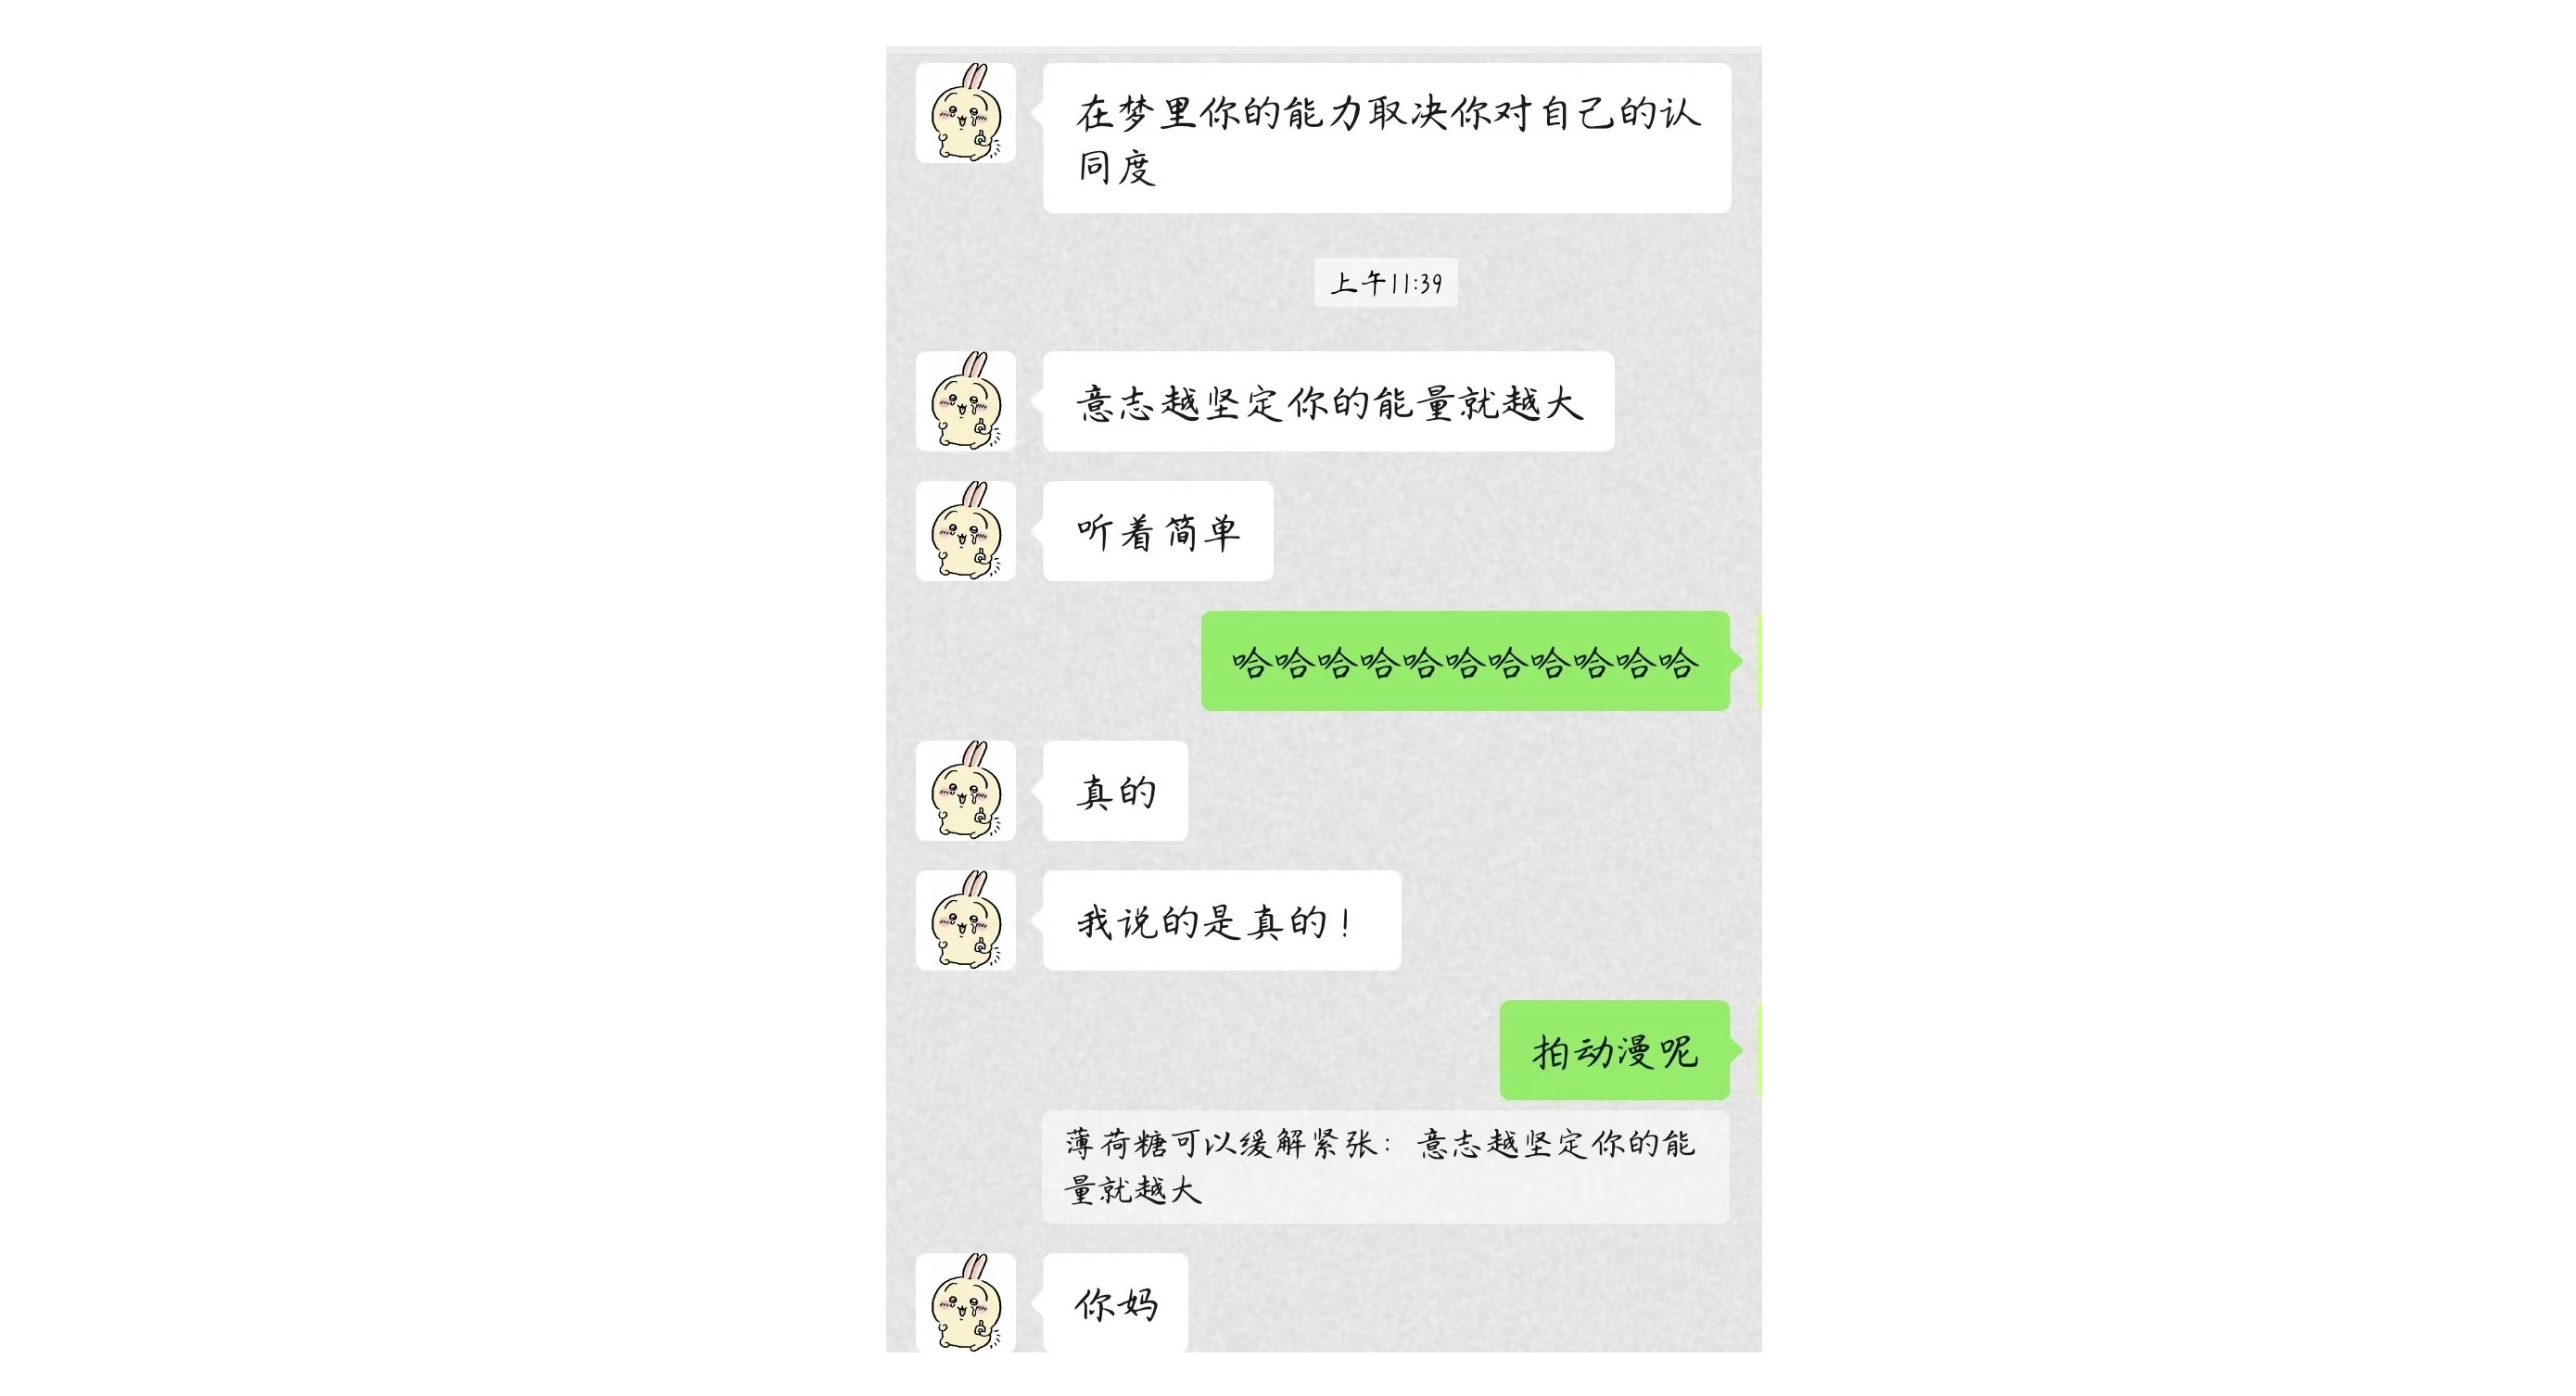 在梦里你的能力取决你对自己的认
同度
上午11:39
意志越坚定你的能量就越大
听着简单
哈哈哈哈哈哈哈哈哈哈哈
真的
我说的是真的！
拍动漫呢
薄荷糖可以缓解紧张：意志越坚定你的能
量就越大
你妈